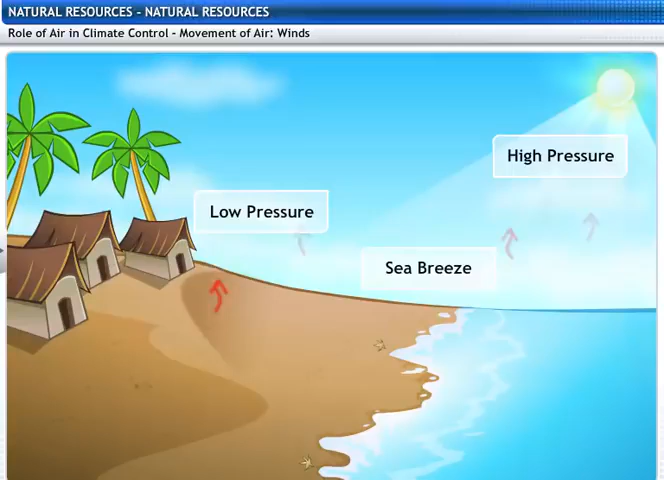 NATURAL RESOURCES - NATURAL RESOURCES
Role of Air in Climate Control - Movement of Air: Winds
High Pressure
Low Pressure
Sea Breeze